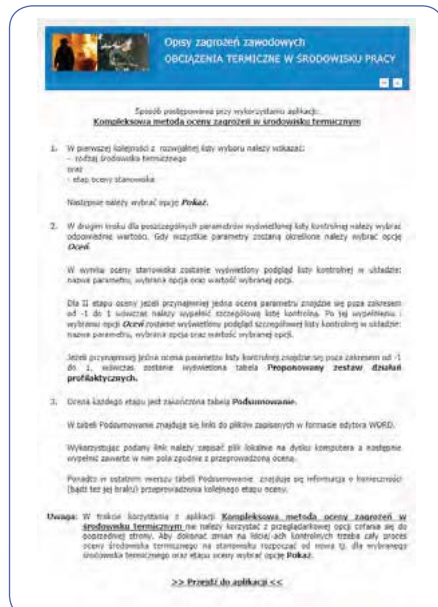 Opisy zagrożeń zawodowych
OBCIĄŻENIA TERMICZNE W ŚRODOWISKU PRACY
Sposób postępowania przy wykorzystaniu aplikacji:
Kompleksowa metoda oceny zagrożeń w środowisku termicznym
1. W pierwszej kolejności z rozwijalnej listy wyboru należy wskazać:
- rodzaj środowiska termicznego
oraz
- etap oceny stanowiska
Następnie należy wybrać opcję Pokaż.
2. W drugim kroku dla poszczególnych parametrów wyświetlonej listy kontrolnej należy wybrać
odpowiednie wartości. Gdy wszystkie parametry zostaną określone należy wybrać opcję
Oceń.
W wyniku oceny stanowiska zostanie wyświetlony podgląd listy kontrolnej w układzie:
nazwa parametru, wybrana opcja oraz wartość wybranej opcji.
Dla II etapu oceny jeżeli przynajmniej jedna ocena parametru znajdzie się poza zakresem
od -1 do 1 wówczas należy wypełnić szczegółową listę kontrolną. Po jej wypełnieniu i
wybraniu opcji Oceń zostanie wyświetlony podgląd szczegółowej listy kontrolnej w układzie:
nazwa parametru, wybrana opcja oraz wartość wybranej opcji.
Jeżeli przynajmniej jedna ocena parametru listy kontrolnej znajdzie się poza zakresem od -1
do 1, wówczas zostanie wyświetlona tabela Proponowany zestaw działań
profilaktycznych.
3. Ocena każdego etapu jest zakończona tabelą Podsumowanie.
W tabeli Podsumowanie znajdują się linki do plików zapisanych w formacie edytora WORD.
Wykorzystując podany link należy zapisać plik lokalnie na dysku komputera a następnie
wypełnić zawarte w nim pola zgodnie z przeprowadzoną oceną.
Ponadto w ostatnim wierszu tabeli Podsumowanie znajduje się informacja o konieczności
(bądź też jej braku) przeprowadzenia kolejnego etapu oceny.
Uwaga: W trakcie korzystania z aplikacji Kompleksowa metoda oceny zagrożeń w
środowisku termicznym nie należy korzystać z przeglądarkowej opcji cofania się do
poprzedniej strony. Aby dokonać zmian na listach kontrolnych trzeba cały proces
oceny środowiska termicznego na stanowisku rozpocząć od nowa tj. dla wybranego
środowiska termicznego oraz etapu oceny wybrać opcję Pokaż.
>> Przejdź do aplikacji <<